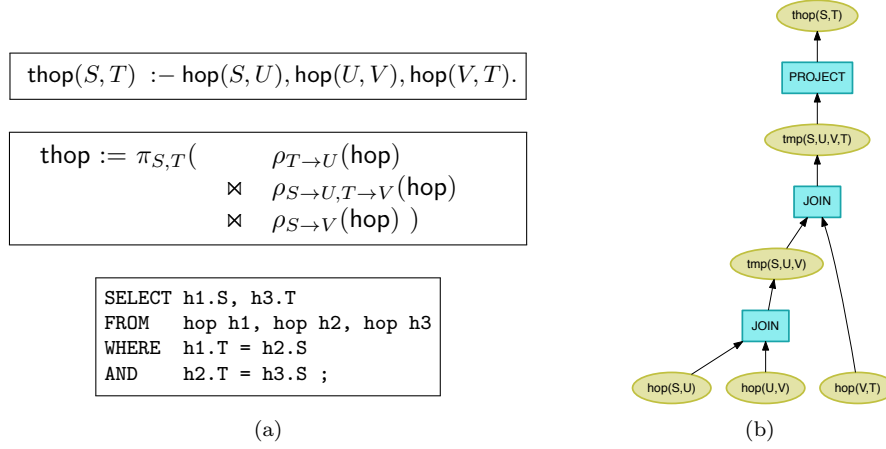 thop(S, T) :− hop(S, U), hop(U, V), hop(V, T).
thop := π_{S,T}( ρ_{T→U}(hop)
⋈ ρ_{S→U,T→V}(hop)
⋈ ρ_{S→V}(hop) )
SELECT h1.S, h3.T
FROM hop h1, hop h2, hop h3
WHERE h1.T = h2.S
AND h2.T = h3.S ;
(a)
thop(S,T)
PROJECT
tmp(S,U,V,T)
JOIN
tmp(S,U,V)
JOIN
hop(S,U) hop(U,V) hop(V,T)
(b)